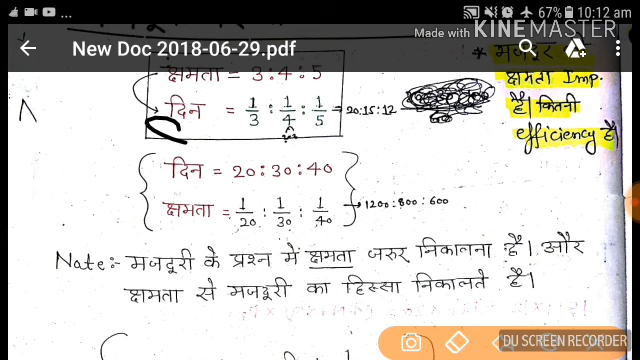 67% 10:12 am
Made with KINEMASTER
New Doc 2018-06-29.pdf
* मजदूर
क्षमता = 3:4:5
क्षमता Imp.
दिन = 1/3 : 1/4 : 1/5 = 20:15:12
है। कितनी
efficiency है।
दिन = 20:30:40
क्षमता = 1/20 : 1/30 : 1/40 → 1200:800:600
Nate:- मजदूरी के प्रश्न में क्षमता जरुर निकालना है। और
क्षमता से मजदूरी का हिस्सा निकालते है।
DU SCREEN RECORDER